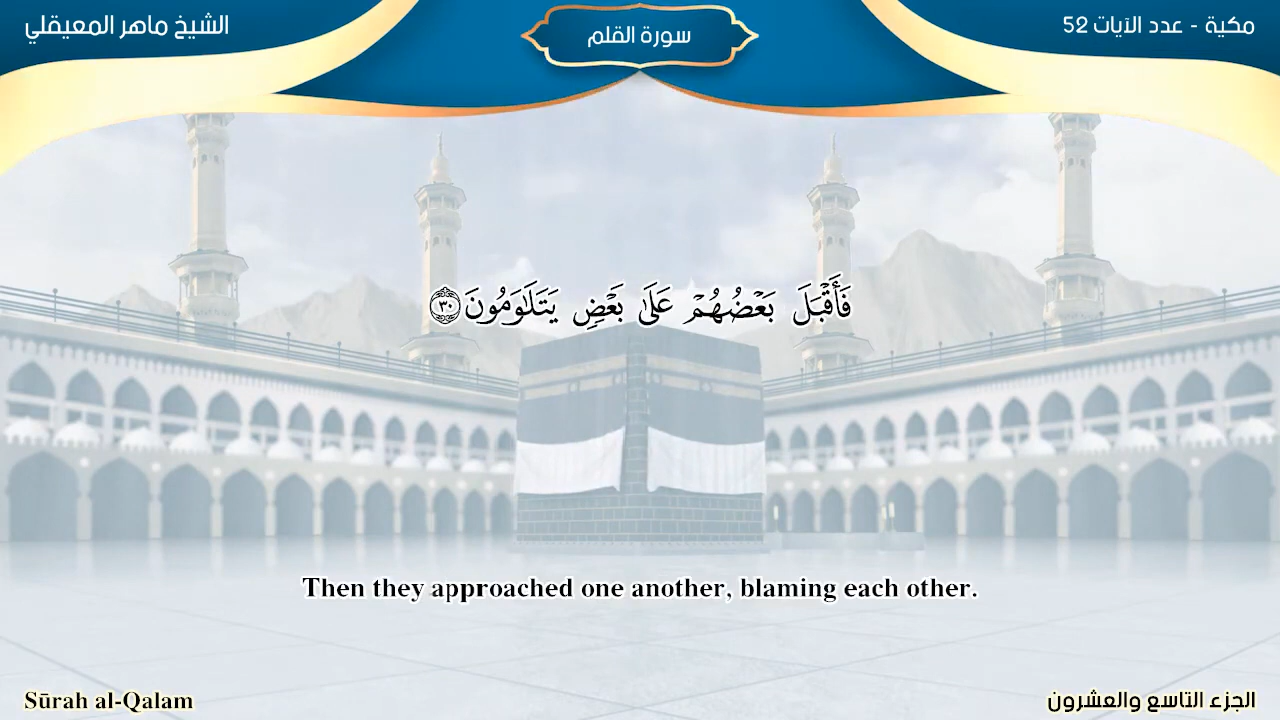 مكية - عدد الآيات 52
سورة القلم
الشيخ ماهر المعيقلي
فَأَقْبَلَ بَعْضُهُمْ عَلَىٰ بَعْضٍ يَتَلَاوَمُونَ ٣٠
Then they approached one another, blaming each other.
Sūrah al-Qalam
الجزء التاسع والعشرون